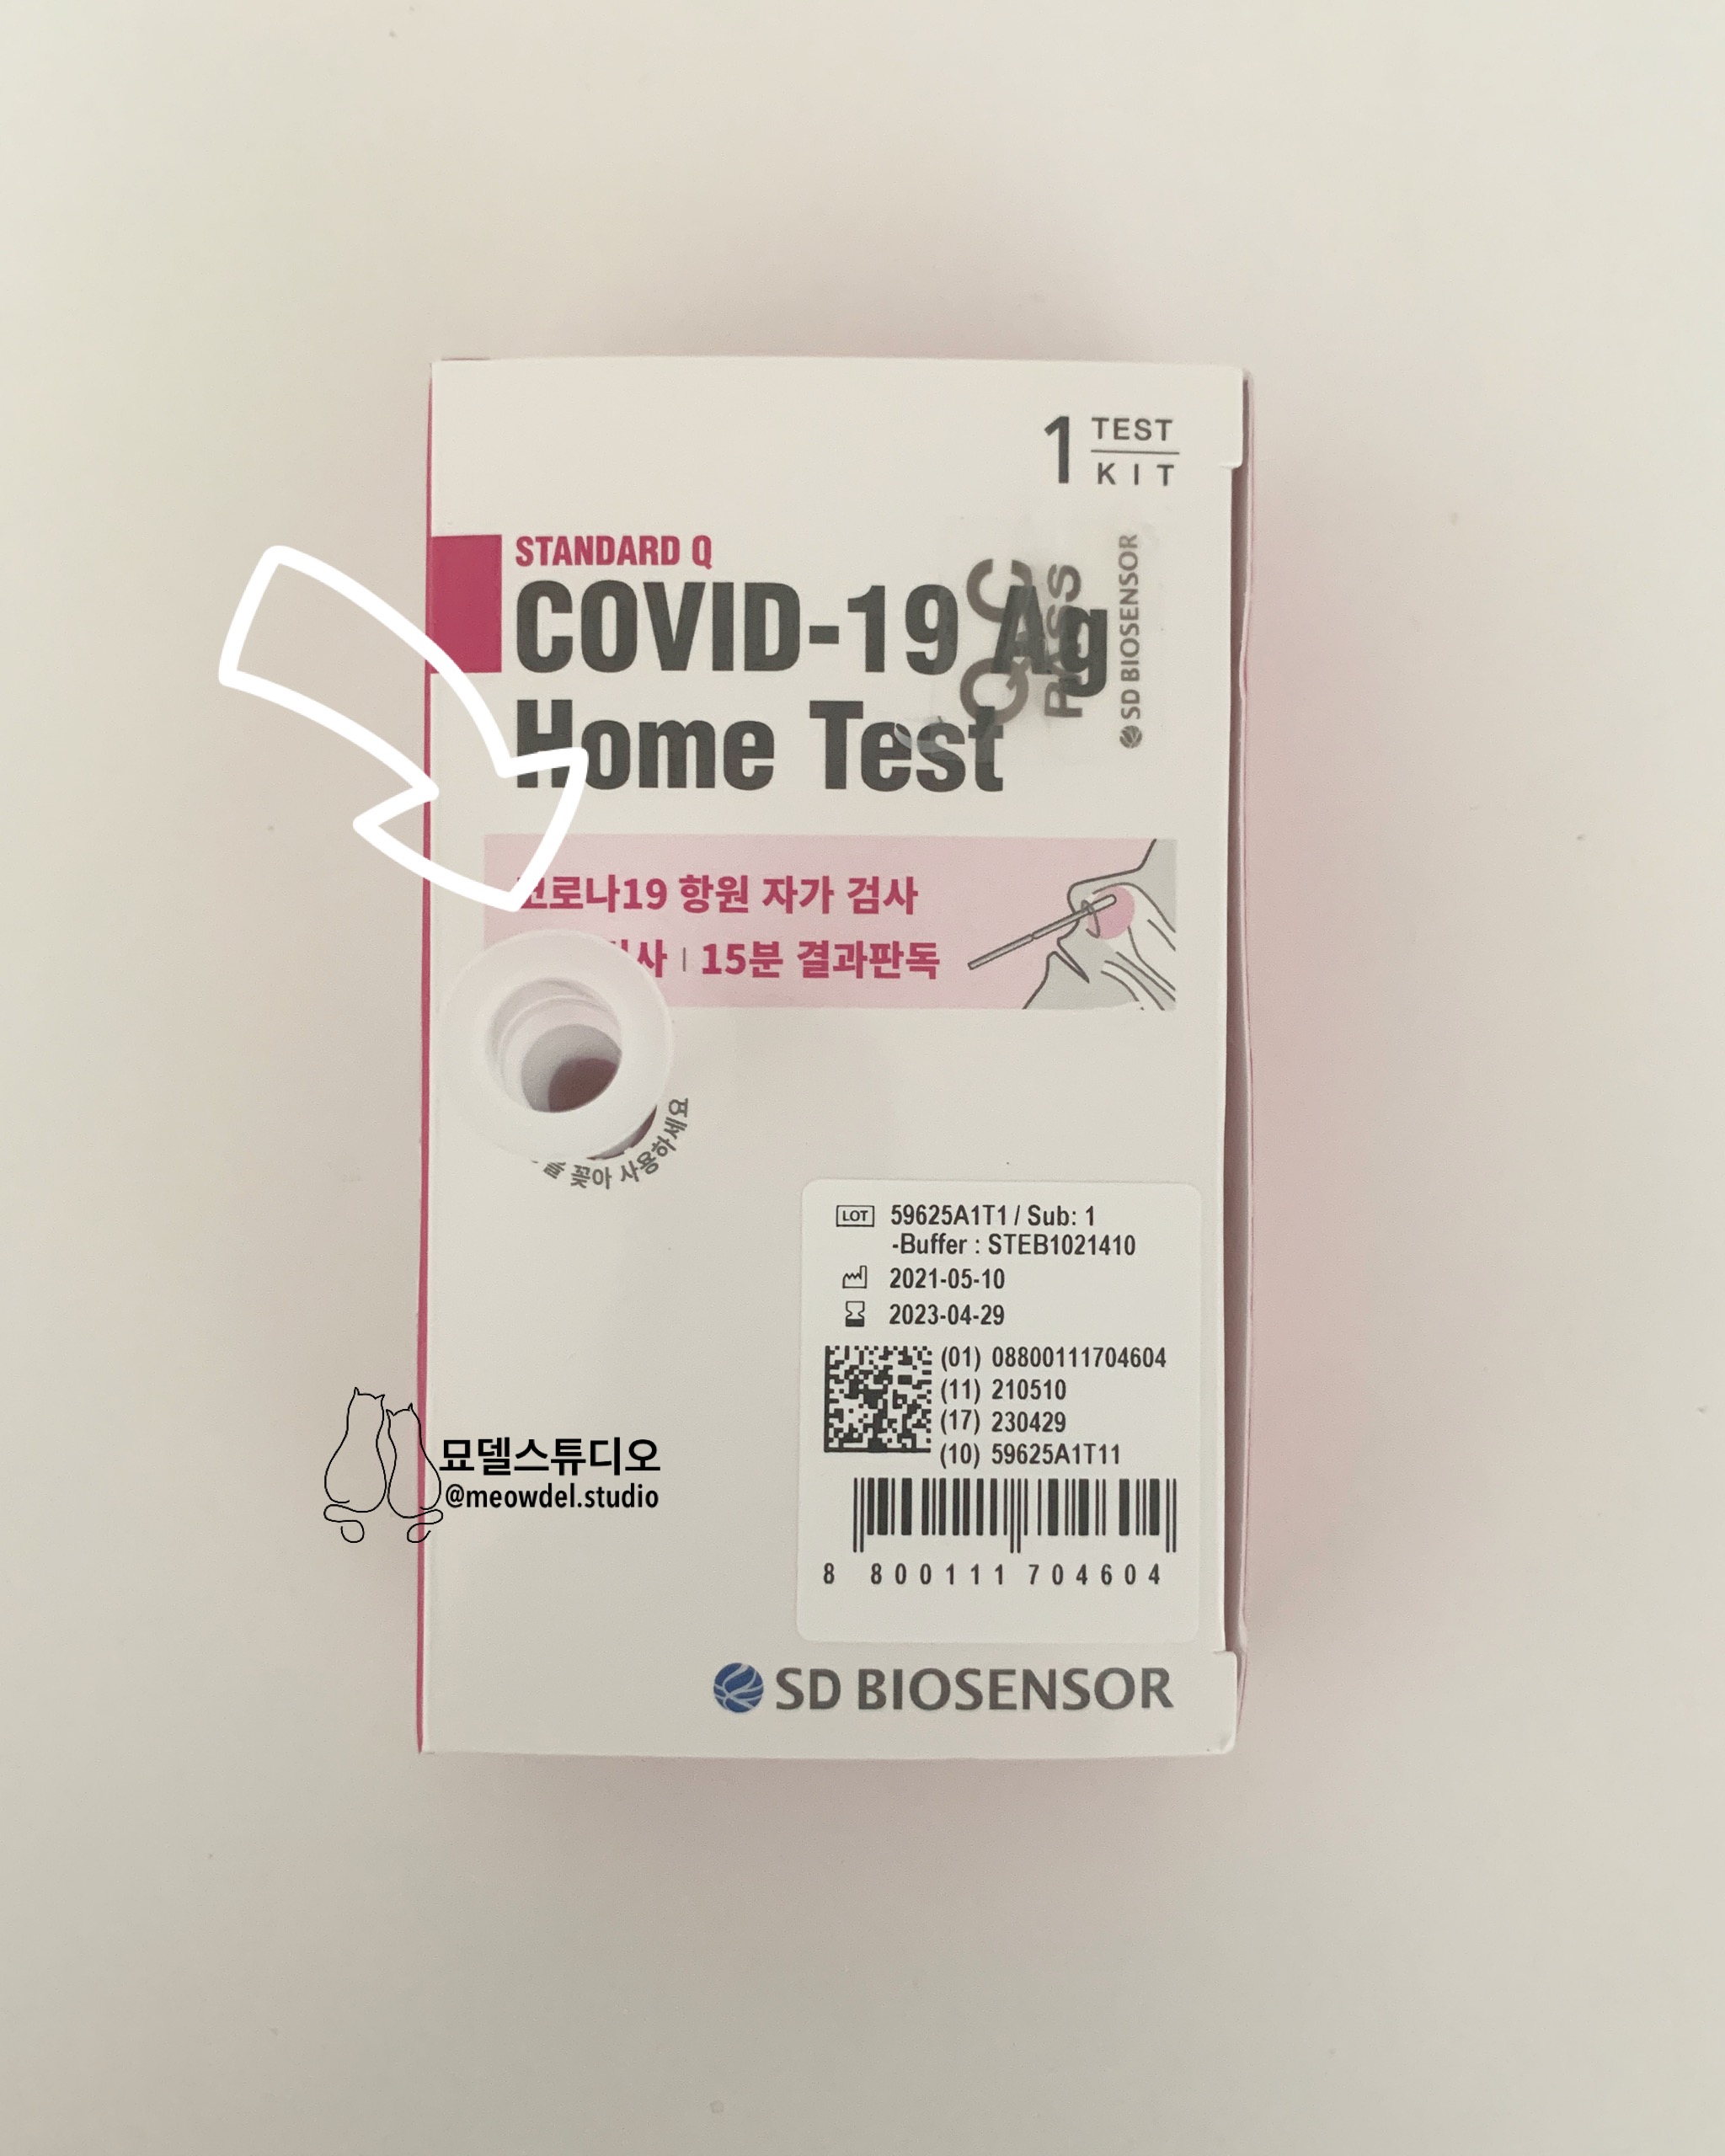 1 TEST
KIT
STANDARD Q
COVID-19 Ag
Home Test
QC
PASS
SD BIOSENSOR
코로나19 항원 자가 검사
15분 결과판독
꽂아 사용하세요
LOT 59625A1T1 / Sub: 1
-Buffer : STEB1021410
2021-05-10
2023-04-29
(01) 08800111704604
(11) 210510
(17) 230429
(10) 59625A1T11
8 800111 704604
묘델스튜디오
@meowdel.studio
SD BIOSENSOR